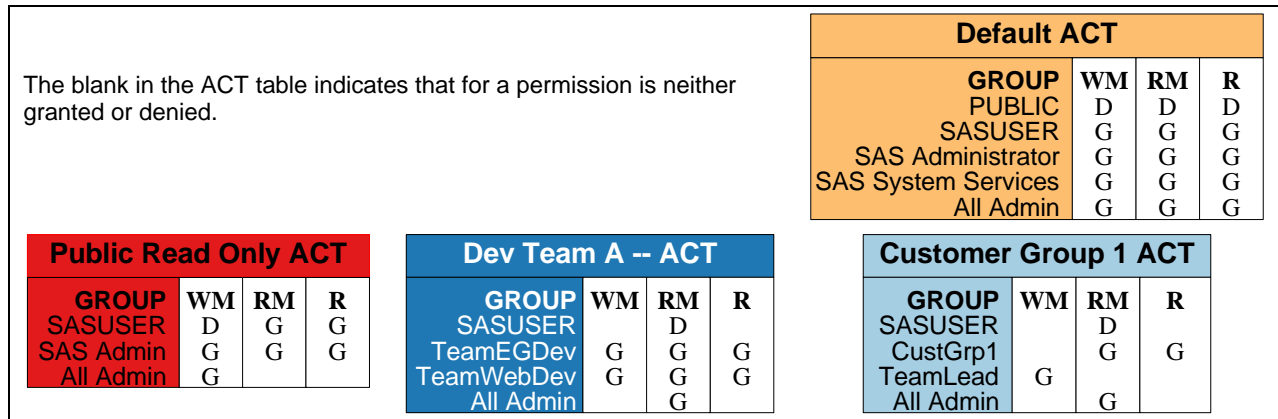 Default ACT
The blank in the ACT table indicates that for a permission is neither
granted or denied.
GROUP WM RM R
PUBLIC D D D
SASUSER G G G
SAS Administrator G G G
SAS System Services G G G
All Admin G G G
Public Read Only ACT
GROUP WM RM R
SASUSER D G G
SAS Admin G G G
All Admin G
Dev Team A -- ACT
GROUP WM RM R
SASUSER D
TeamEGDev G G G
TeamWebDev G G G
All Admin G
Customer Group 1 ACT
GROUP WM RM R
SASUSER D
CustGrp1 G G
TeamLead G
All Admin G